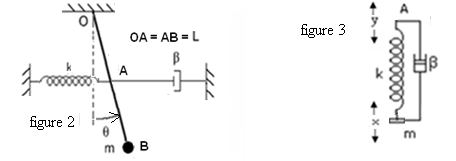 O
OA = AB = L
β
k
A
figure 2
θ
m
B
figure 3
y
A
k
β
x
m